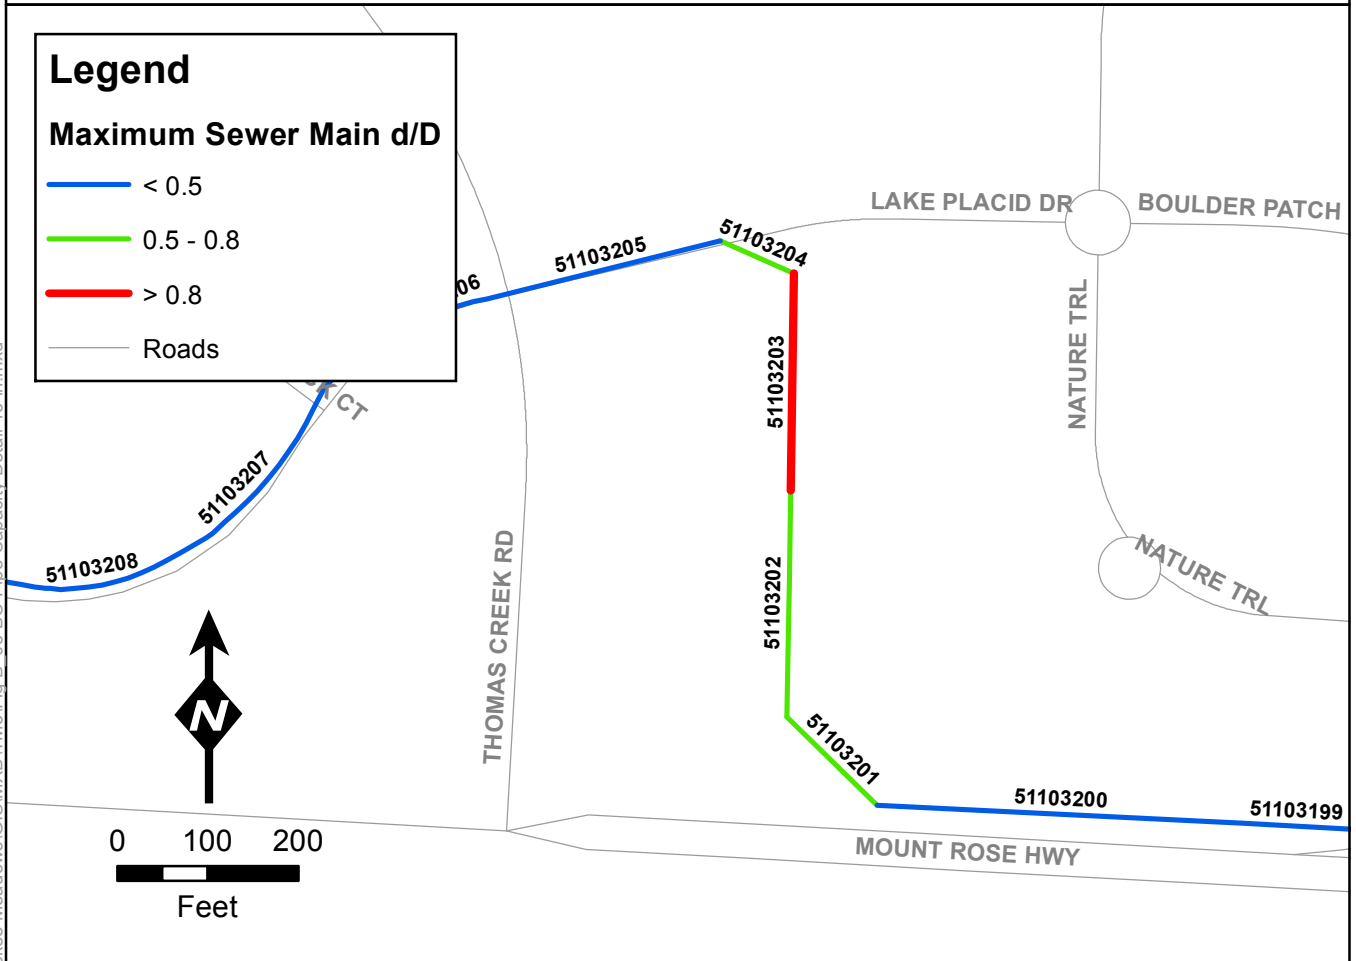 Legend
Maximum Sewer Main d/D
< 0.5
0.5 - 0.8
> 0.8
Roads
LAKE PLACID DR
BOULDER PATCH
51103204
51103205
06
NATURE TRL
51103203
CT
51103207
51103208
THOMAS CREEK RD
51103202
NATURE TRL
N
51103201
51103200
51103199
MOUNT ROSE HWY
0 100 200
Feet